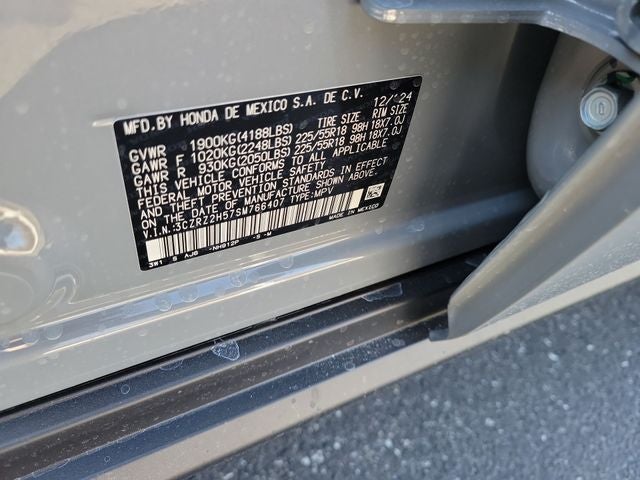 MFD.BY HONDA DE MEXICO S.A. DE C.V. 12/24
TIRE SIZE RIM SIZE
GVWR 1900KG(4188LBS)
GAWR F 1020KG(2248LBS) 225/55R18 98H 18X7.0J
GAWR R 930KG(2050LBS) 225/55R18 98H 18X7.0J
THIS VEHICLE CONFORMS TO ALL APPLICABLE
FEDERAL MOTOR VEHICLE SAFETY,
AND THEFT PREVENTION STANDARDS IN EFFECT
ON THE DATE OF MANUFACTURE SHOWN ABOVE.
V.I.N.:3CZRZ2H57SM766407 TYPE:MPV
MADE IN MEXICO
3W1 S AJ6 -NH912P -S -M